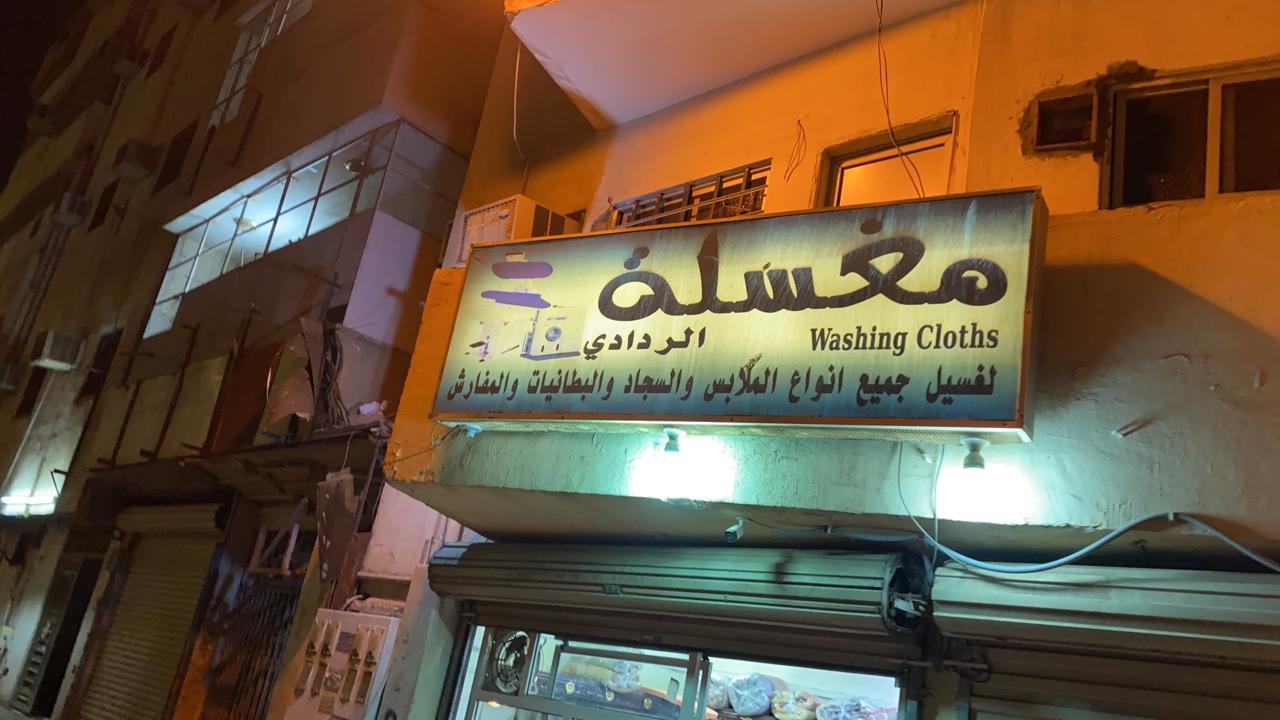 مغسلة
الردادي Washing Cloths
لغسيل جميع انواع الملابس والسجاد والبطانيات والمفارش